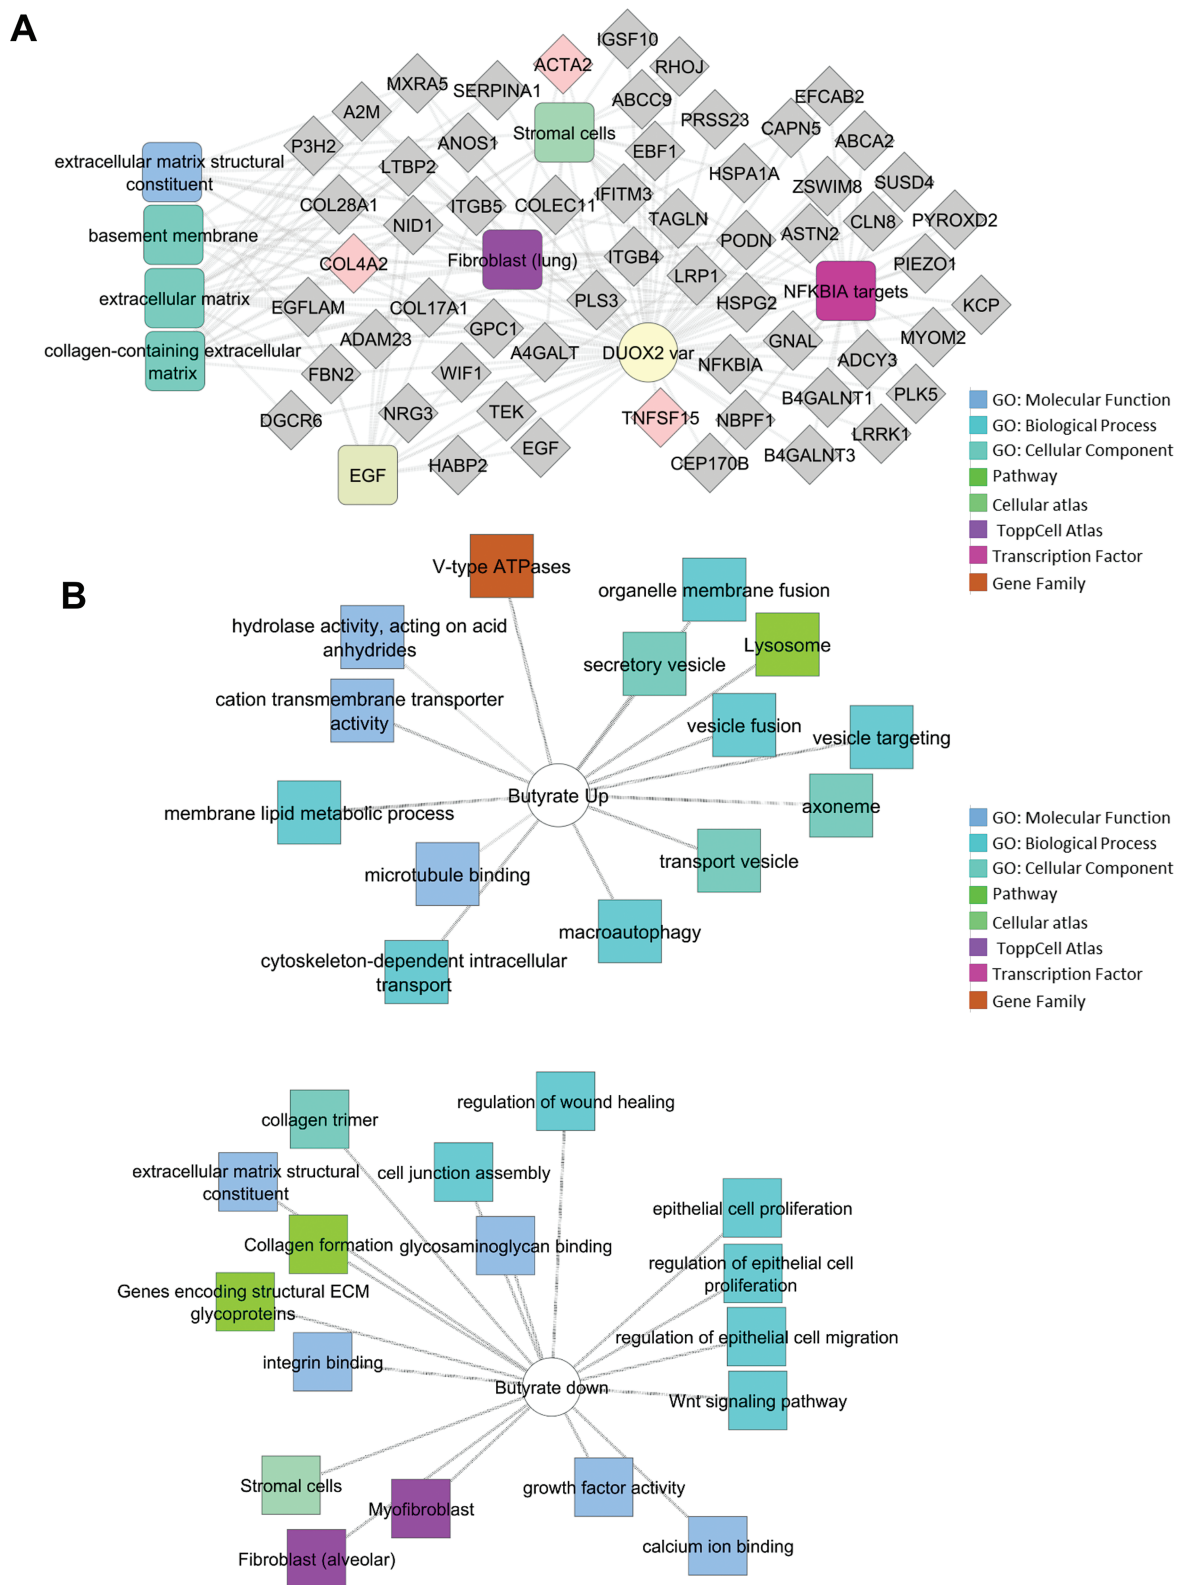 A
IGSF10
ACTA2
RHOJ
MXRA5
SERPINA1
ABCC9
EFCAB2
A2M
PRSS23
CAPN5
Stromal cells
ABCA2
P3H2
ANOS1
EBF1
extracellular matrix structural
constituent
LTBP2
HSPA1A
ZSWIM8
SUSD4
COL28A1
ITGB5
COLEC11
IFITM3
TAGLN
CLN8
PYROXD2
NID1
ASTN2
basement membrane
PODN
COL4A2
Fibroblast (lung)
ITGB4
LRP1
PIEZO1
NFKBIA targets
extracellular matrix
EGFLAM
COL17A1
PLS3
HSPG2
KCP
GPC1
ADAM23
GNAL
MYOM2
collagen-containing extracellular
matrix
A4GALT
DUOX2 var
NFKBIA
ADCY3
FBN2
WIF1
B4GALNT1
PLK5
DGCR6
NRG3
TEK
TNFSF15
NBPF1
LRRK1
EGF
HABP2
EGF
CEP170B
B4GALNT3
GO: Molecular Function
GO: Biological Process
GO: Cellular Component
Pathway
Cellular atlas
ToppCell Atlas
Transcription Factor
Gene Family
B
V-type ATPases
organelle membrane fusion
hydrolase activity, acting on acid
anhydrides
Lysosome
secretory vesicle
cation transmembrane transporter
activity
vesicle fusion
vesicle targeting
Butyrate Up
membrane lipid metabolic process
axoneme
microtubule binding
transport vesicle
macroautophagy
cytoskeleton-dependent intracellular
transport
GO: Molecular Function
GO: Biological Process
GO: Cellular Component
Pathway
Cellular atlas
ToppCell Atlas
Transcription Factor
Gene Family
regulation of wound healing
collagen trimer
extracellular matrix structural
constituent
cell junction assembly
epithelial cell proliferation
Collagen formation
glycosaminoglycan binding
regulation of epithelial cell
proliferation
Genes encoding structural ECM
glycoproteins
regulation of epithelial cell migration
integrin binding
Butyrate down
Wnt signaling pathway
Stromal cells
Myofibroblast
growth factor activity
Fibroblast (alveolar)
calcium ion binding